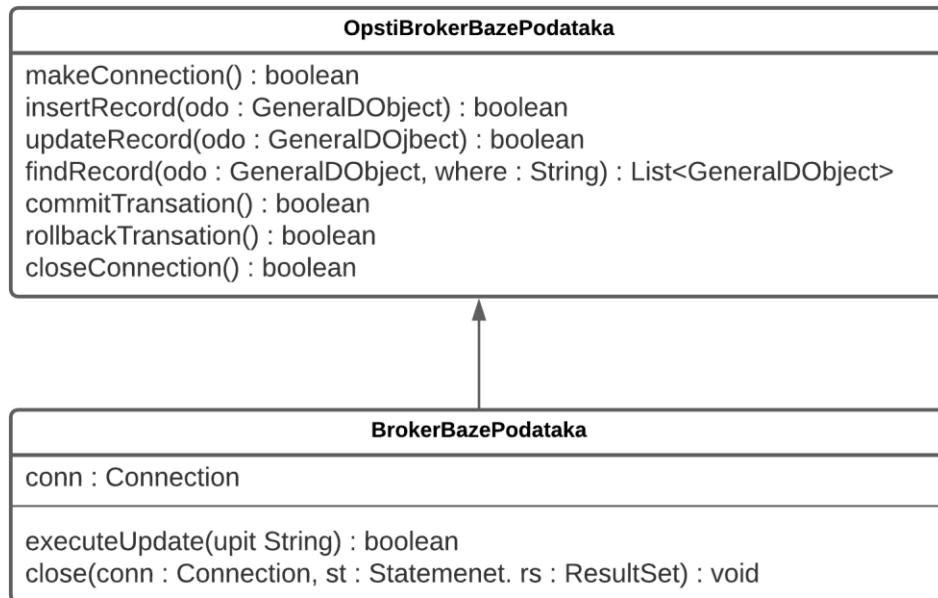 OpstiBrokerBazePodataka
makeConnection() : boolean
insertRecord(odo : GeneralDObject) : boolean
updateRecord(odo : GeneralDOjbect) : boolean
findRecord(odo : GeneralDObject, where : String) : List<GeneralDObject>
commitTransation() : boolean
rollbackTransation() : boolean
closeConnection() : boolean
BrokerBazePodataka
conn : Connection
executeUpdate(upit String) : boolean
close(conn : Connection, st : Statemenet. rs : ResultSet) : void